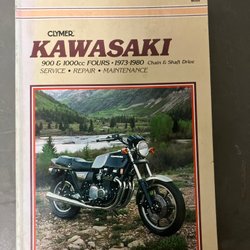 CLYMER
KAWASAKI
900 & 1000cc FOURS • 1973-1980 Chain & Shaft Drive
SERVICE • REPAIR • MAINTENANCE